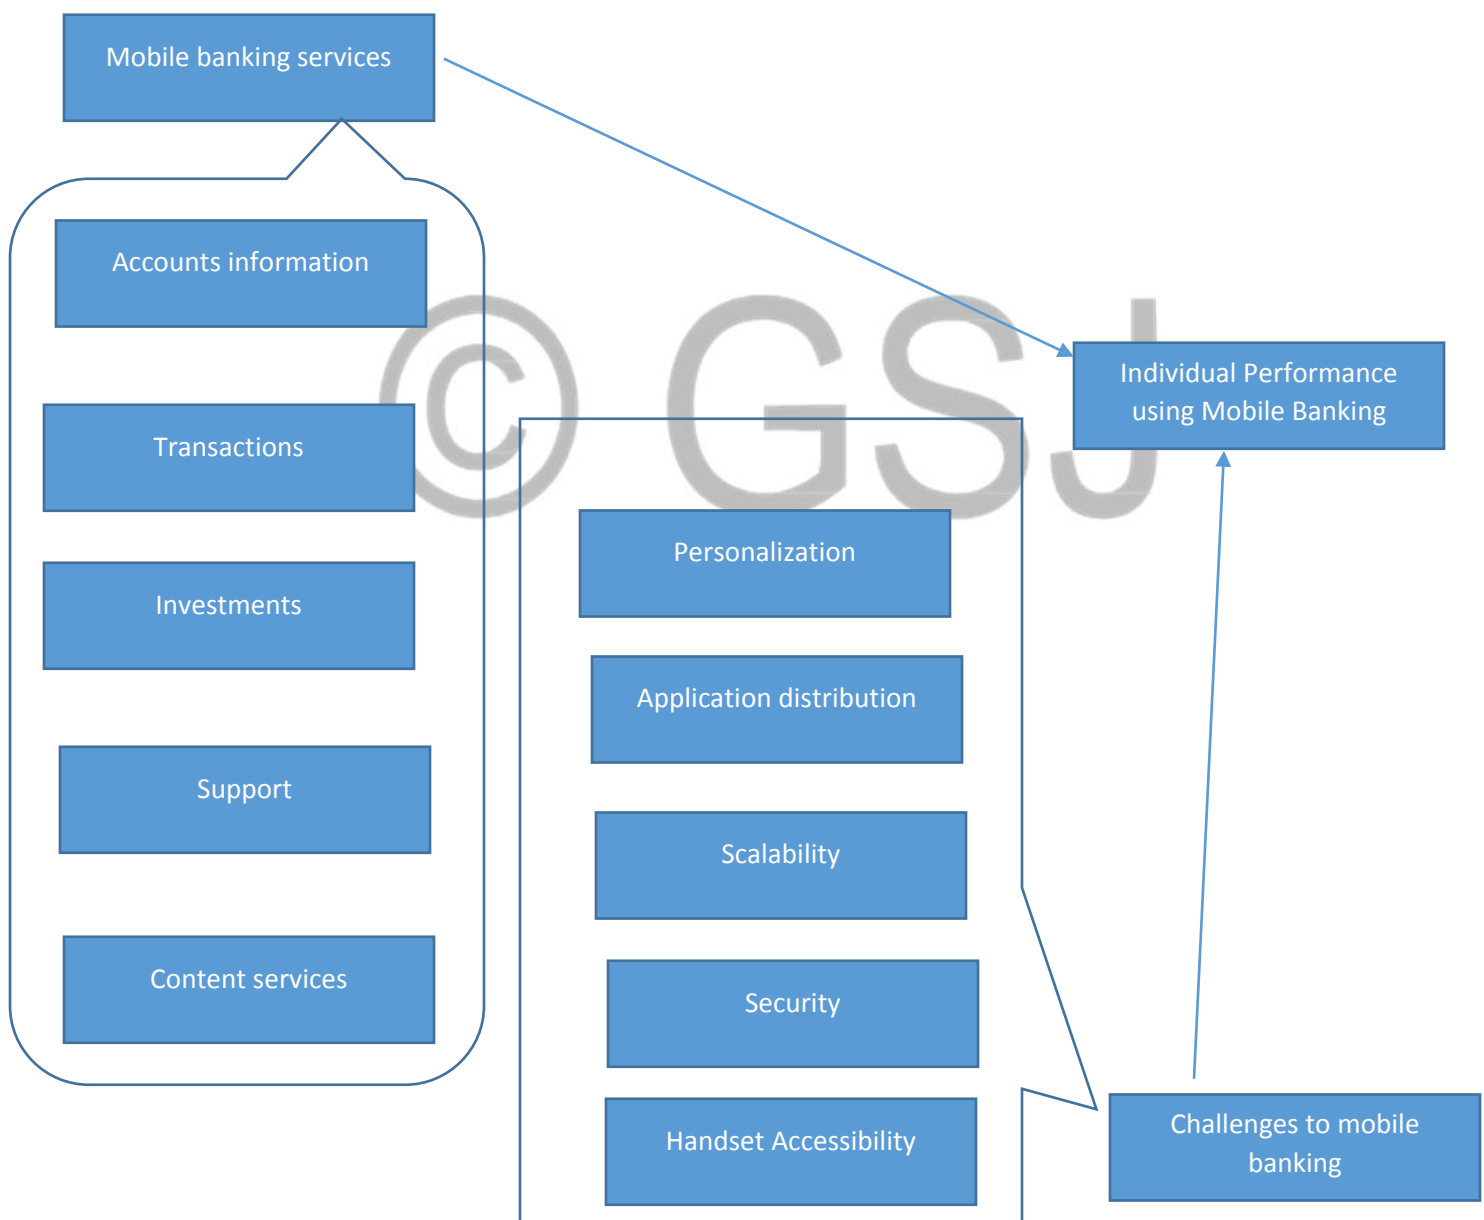 Mobile banking services
Accounts information
Transactions
Investments
Support
Content services
© GSJ
Individual Performance
using Mobile Banking
Personalization
Application distribution
Scalability
Security
Handset Accessibility
Challenges to mobile
banking